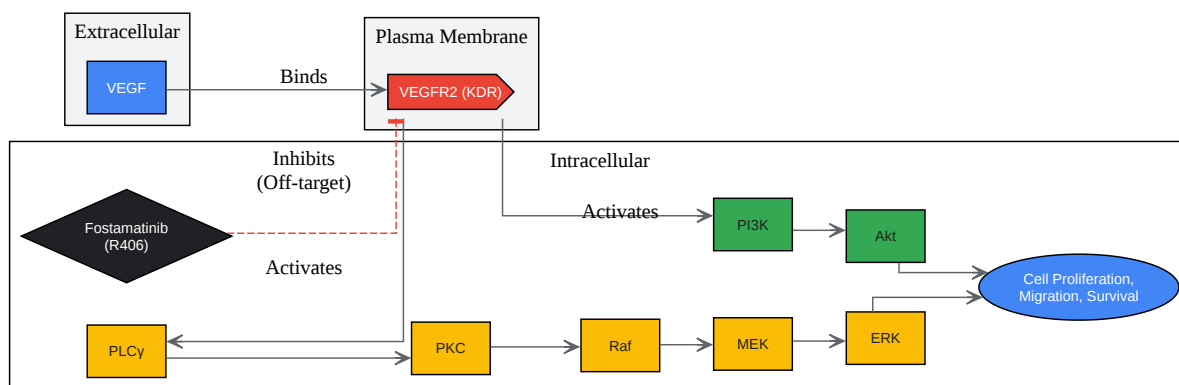 Extracellular
Plasma Membrane
VEGF
Binds
VEGFR2 (KDR)
Inhibits
(Off-target)
Intracellular
Fostamatinib
(R406)
Activates
Activates
PI3K
Akt
Cell Proliferation,
Migration, Survival
PLCγ
PKC
Raf
MEK
ERK